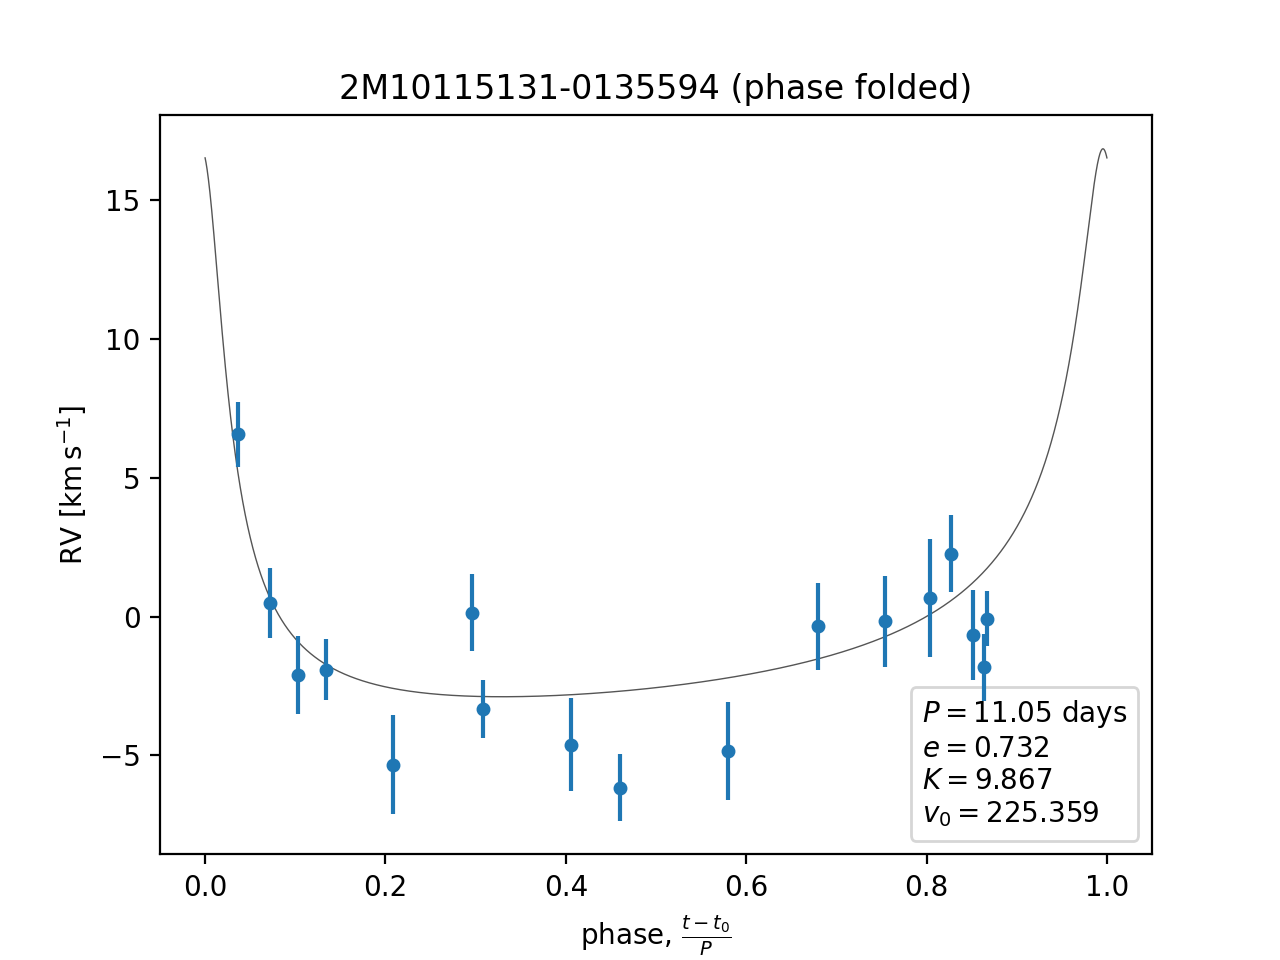 2M10115131-0135594 (phase folded)
RV [km s⁻¹]
15
10
5
0
−5
0.0 0.2 0.4 0.6 0.8 1.0
phase, (t − t₀)/P
P = 11.05 days
e = 0.732
K = 9.867
v₀ = 225.359